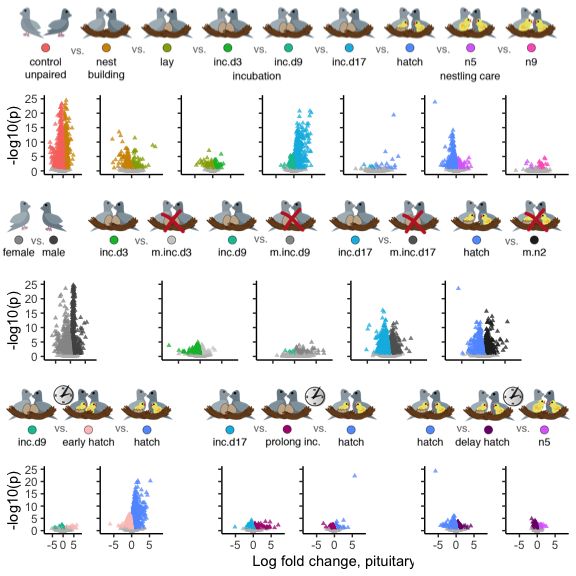 vs. vs. vs. vs. vs. vs. vs. vs.
control nest lay inc.d3 inc.d9 inc.d17 hatch n5 n9
unpaired building incubation nestling care
-log10(p)
25
20
15
10
5
0
vs. vs. vs. vs. vs.
female male inc.d3 m.inc.d3 inc.d9 m.inc.d9 inc.d17 m.inc.d17 hatch m.n2
-log10(p)
25
20
15
10
5
0
vs. vs. vs. vs. vs. vs.
inc.d9 early hatch hatch inc.d17 prolong inc. hatch hatch delay hatch n5
-log10(p)
25
20
15
10
5
0
-5 0 5 -5 0 5 -5 0 5 -5 0 5 -5 0 5 -5 0 5
Log fold change, pituitary